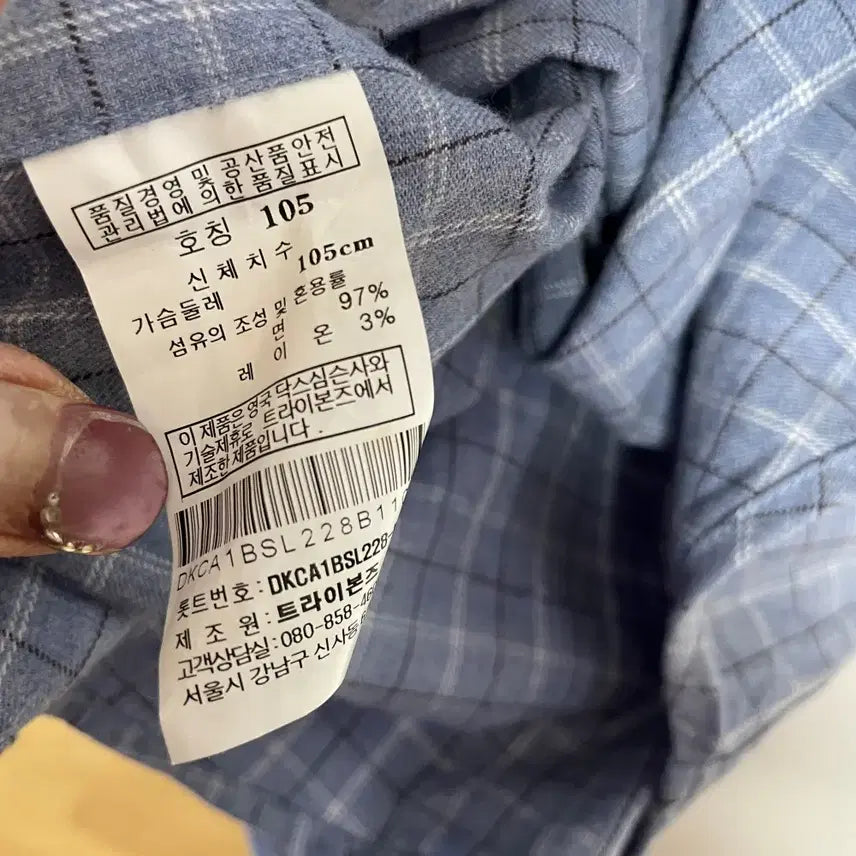 품질경영 및 공산품안전
관리법에 의한 품질표시
호칭 105
신체치수
가슴둘레 105cm
섬유의 조성 및 혼용률
면 97%
레이온 3%
이 제품은 영국 닥스심슨사와
기술제휴로 트라이본즈에서
제조한 제품입니다.
DKCA1BSL228B11
롯트번호: DKCA1BSL228
제 조 원: 트라이본즈
고객상담실: 080-858-4
서울시 강남구 신사동